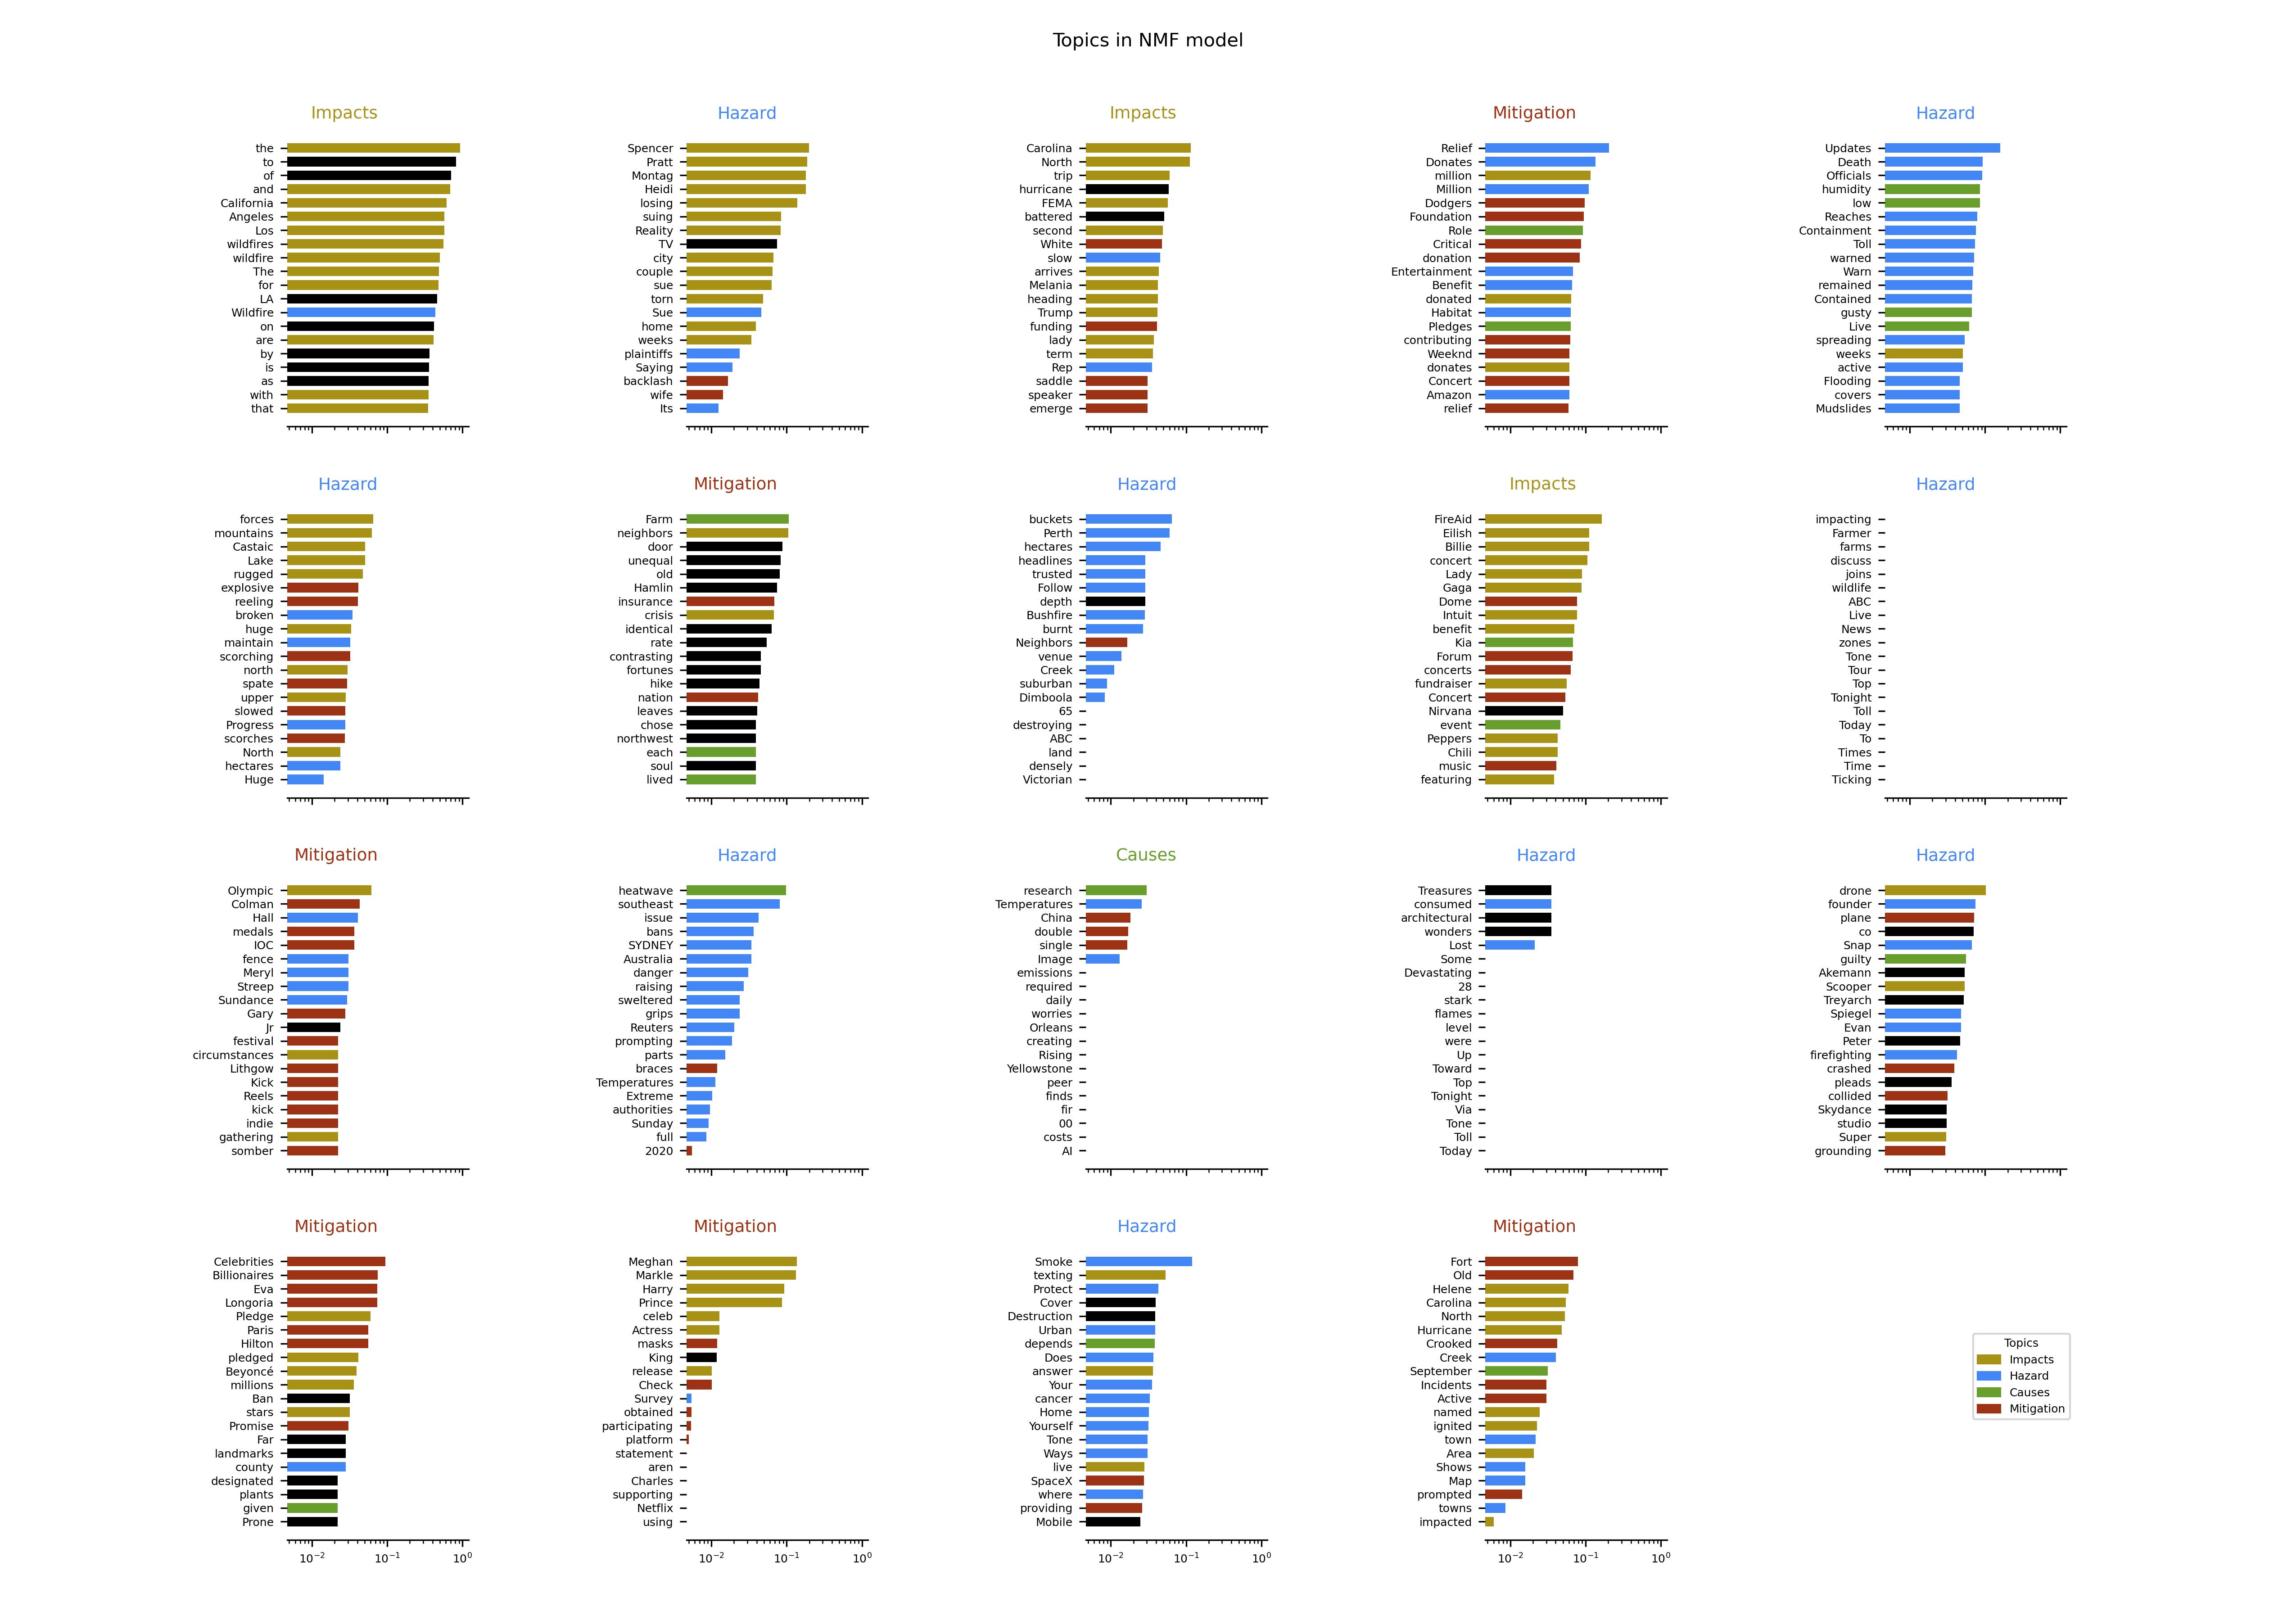 Topics in NMF model
Impacts
the
to
of
and
California
Angeles
Los
wildfires
wildfire
The
for
LA
Wildfire
on
are
by
is
as
with
that
Hazard
Spencer
Pratt
Montag
Heidi
losing
suing
Reality
TV
city
couple
sue
torn
Sue
home
weeks
plaintiffs
Saying
backlash
wife
Its
Impacts
Carolina
North
trip
hurricane
FEMA
battered
second
White
slow
arrives
Melania
heading
Trump
funding
lady
term
Rep
saddle
speaker
emerge
Mitigation
Relief
Donates
million
Million
Dodgers
Foundation
Role
Critical
donation
Entertainment
Benefit
donated
Habitat
Pledges
contributing
Weeknd
donates
Concert
Amazon
relief
Hazard
Updates
Death
Officials
humidity
low
Reaches
Containment
Toll
warned
Warn
remained
Contained
gusty
Live
spreading
weeks
active
Flooding
covers
Mudslides
Hazard
forces
mountains
Castaic
Lake
rugged
explosive
reeling
broken
huge
maintain
scorching
north
spate
upper
slowed
Progress
scorches
North
hectares
Huge
Mitigation
Farm
neighbors
door
unequal
old
Hamlin
insurance
crisis
identical
rate
contrasting
fortunes
hike
nation
leaves
chose
northwest
each
soul
lived
Hazard
buckets
Perth
hectares
headlines
trusted
Follow
depth
Bushfire
burnt
Neighbors
venue
Creek
suburban
Dimboola
65
destroying
ABC
land
densely
Victorian
Impacts
FireAid
Eilish
Billie
concert
Lady
Gaga
Dome
Intuit
benefit
Kia
Forum
concerts
fundraiser
Concert
Nirvana
event
Peppers
Chili
music
featuring
Hazard
impacting
Farmer
farms
discuss
joins
wildlife
ABC
Live
News
zones
Tone
Tour
Top
Tonight
Toll
Today
To
Times
Time
Ticking
Mitigation
Olympic
Colman
Hall
medals
IOC
fence
Meryl
Streep
Sundance
Gary
Jr
festival
circumstances
Lithgow
Kick
Reels
kick
indie
gathering
somber
Hazard
heatwave
southeast
issue
bans
SYDNEY
Australia
danger
raising
sweltered
grips
Reuters
prompting
parts
braces
Temperatures
Extreme
authorities
Sunday
full
2020
Causes
research
Temperatures
China
double
single
Image
emissions
required
daily
worries
Orleans
creating
Rising
Yellowstone
peer
finds
fir
00
costs
AI
Hazard
Treasures
consumed
architectural
wonders
Lost
Some
Devastating
28
stark
flames
level
were
Up
Toward
Top
Tonight
Via
Tone
Toll
Today
Hazard
drone
founder
plane
co
Snap
guilty
Akemann
Scooper
Treyarch
Spiegel
Evan
Peter
firefighting
crashed
pleads
collided
Skydance
studio
Super
grounding
Mitigation
Celebrities
Billionaires
Eva
Longoria
Pledge
Paris
Hilton
pledged
Beyoncé
millions
Ban
stars
Promise
Far
landmarks
county
designated
plants
given
Prone
10⁻² 10⁻¹ 10⁰
Mitigation
Meghan
Markle
Harry
Prince
celeb
Actress
masks
King
release
Check
Survey
obtained
participating
platform
statement
aren
Charles
supporting
Netflix
using
10⁻² 10⁻¹ 10⁰
Hazard
Smoke
texting
Protect
Cover
Destruction
Urban
depends
Does
answer
Your
cancer
Home
Yourself
Tone
Ways
live
SpaceX
where
providing
Mobile
10⁻² 10⁻¹ 10⁰
Mitigation
Fort
Old
Helene
Carolina
North
Hurricane
Crooked
Creek
September
Incidents
Active
named
ignited
town
Area
Shows
Map
prompted
towns
impacted
10⁻² 10⁻¹ 10⁰
Topics
Impacts
Hazard
Causes
Mitigation